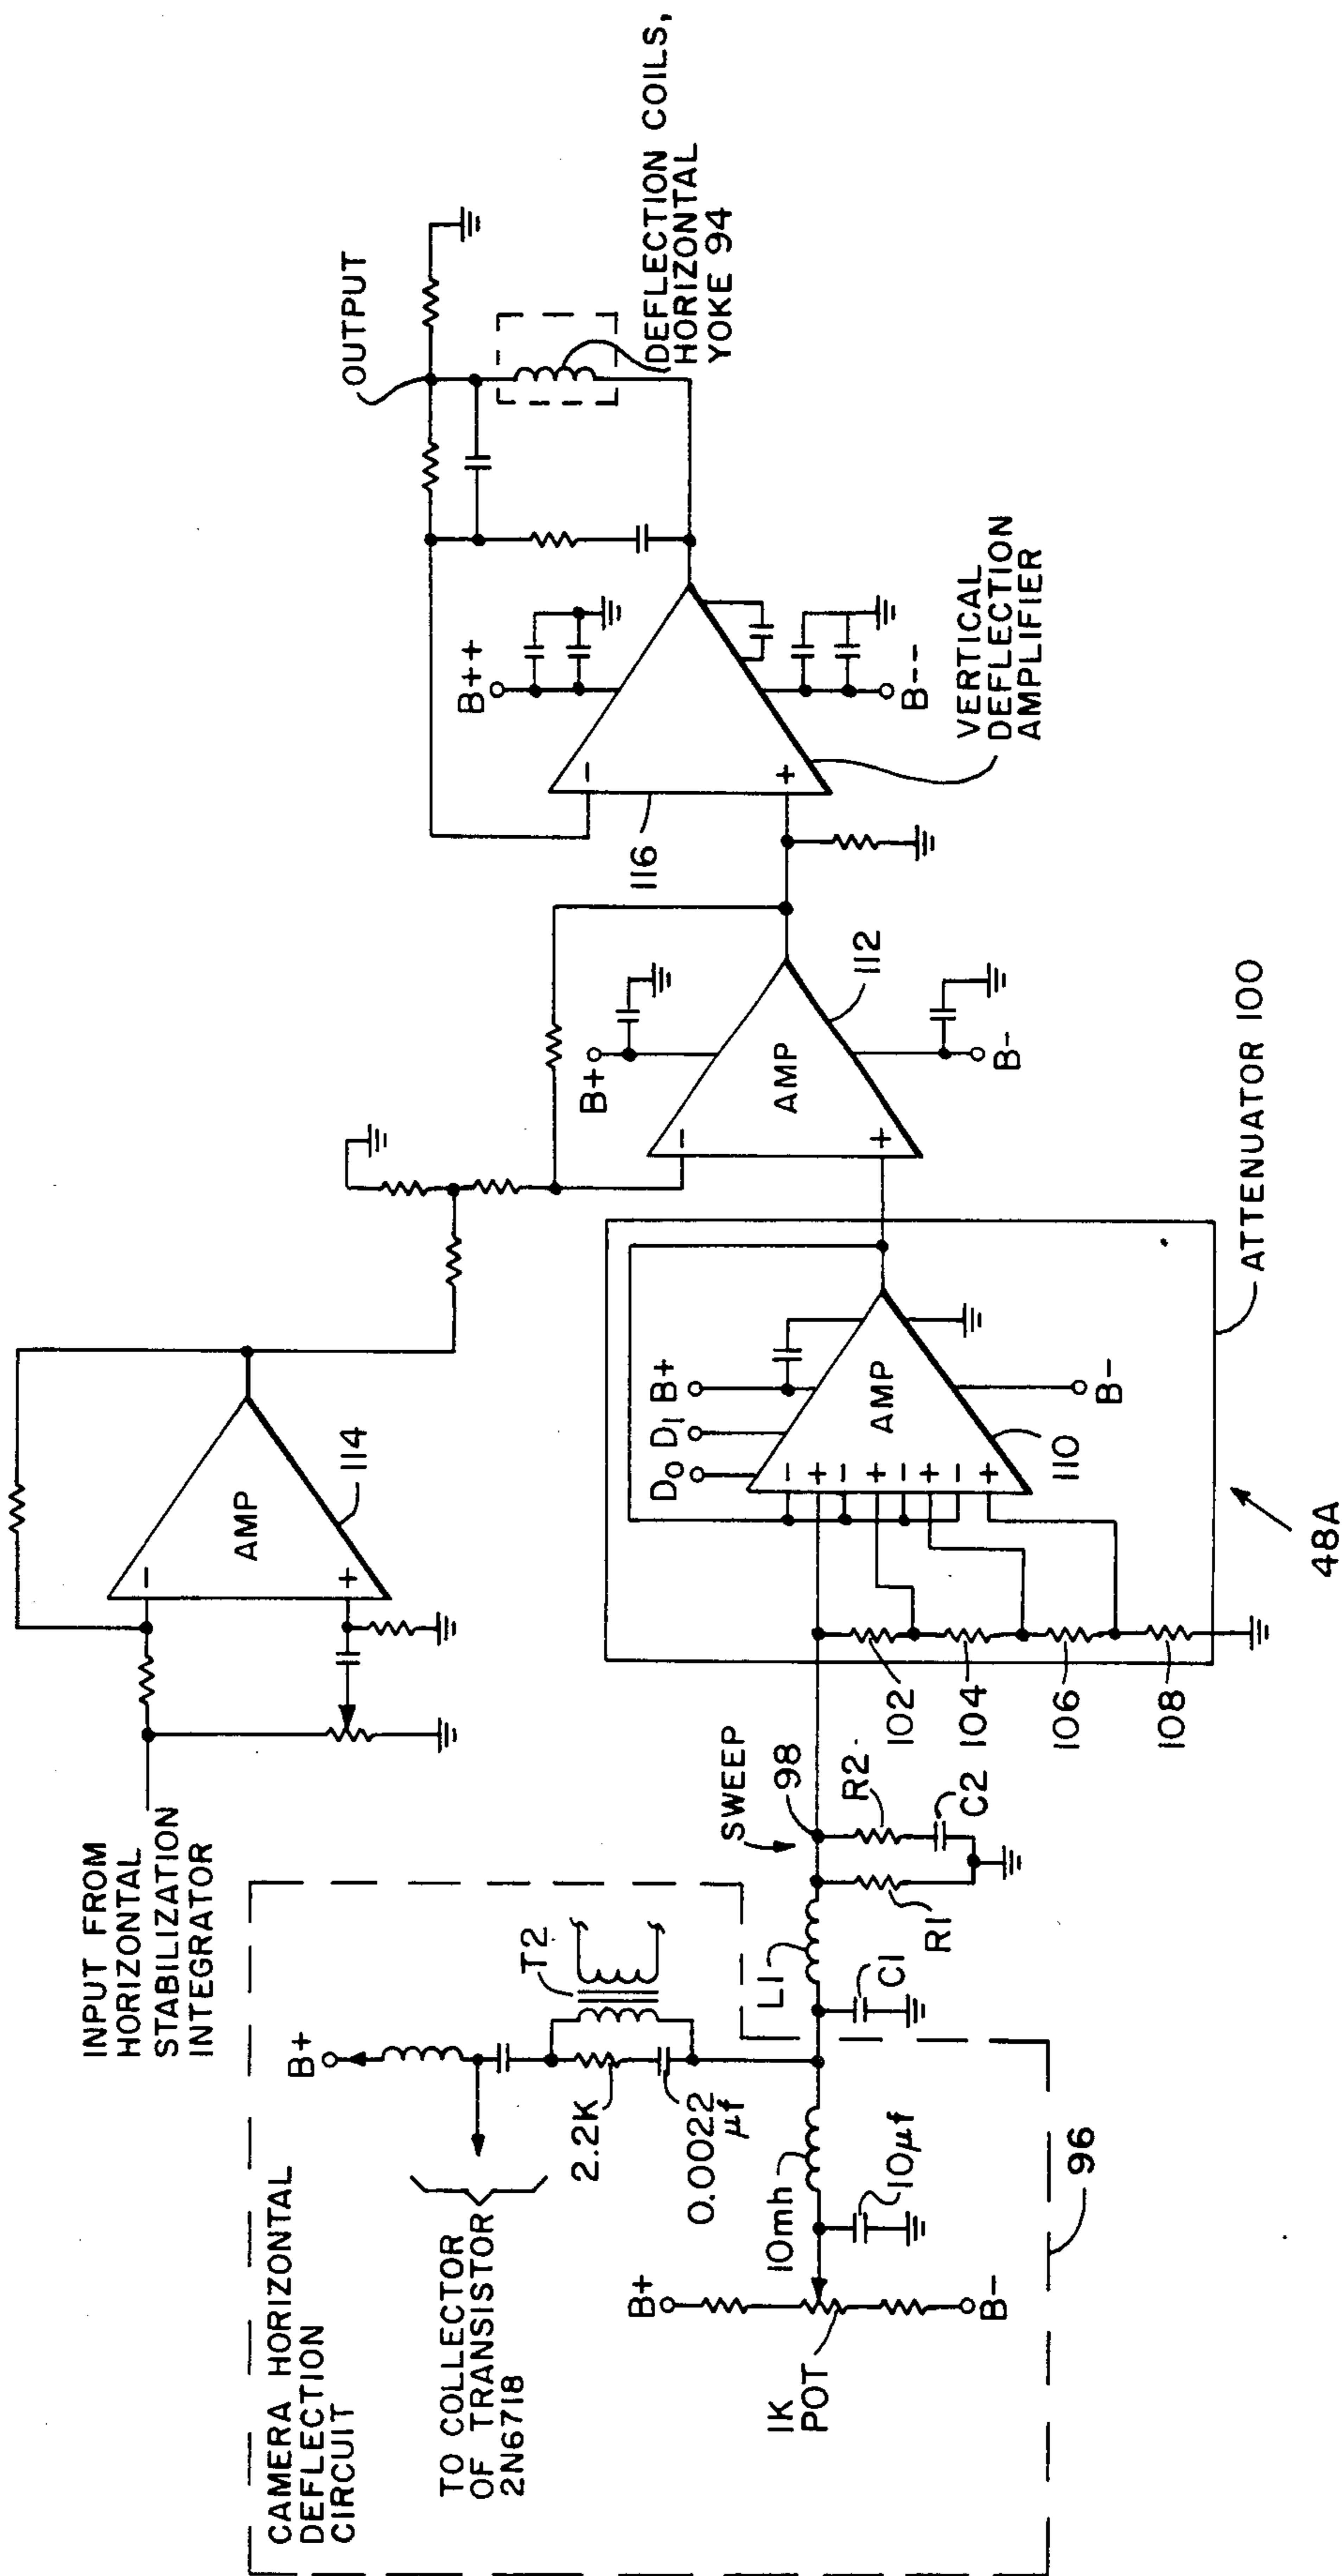 INPUT FROM
HORIZONTAL
STABILIZATION
INTEGRATOR
-
+
AMP
114
OUTPUT
DEFLECTION COILS,
HORIZONTAL
YOKE 94
B++
-
+
116
B--
VERTICAL
DEFLECTION
AMPLIFIER
B+
-
+
AMP
112
B-
CAMERA HORIZONTAL
DEFLECTION
CIRCUIT
B+
TO COLLECTOR
OF TRANSISTOR
2N6718
T2
2.2K
0.0022
μf
B+
1K
POT
B-
10mh
10μf
96
L1
C1
SWEEP
98
R1
R2
C2
102
104
106
108
D0
D1
B+
-
+
-
+
-
+
-
+
AMP
110
B-
ATTENUATOR 100
48A